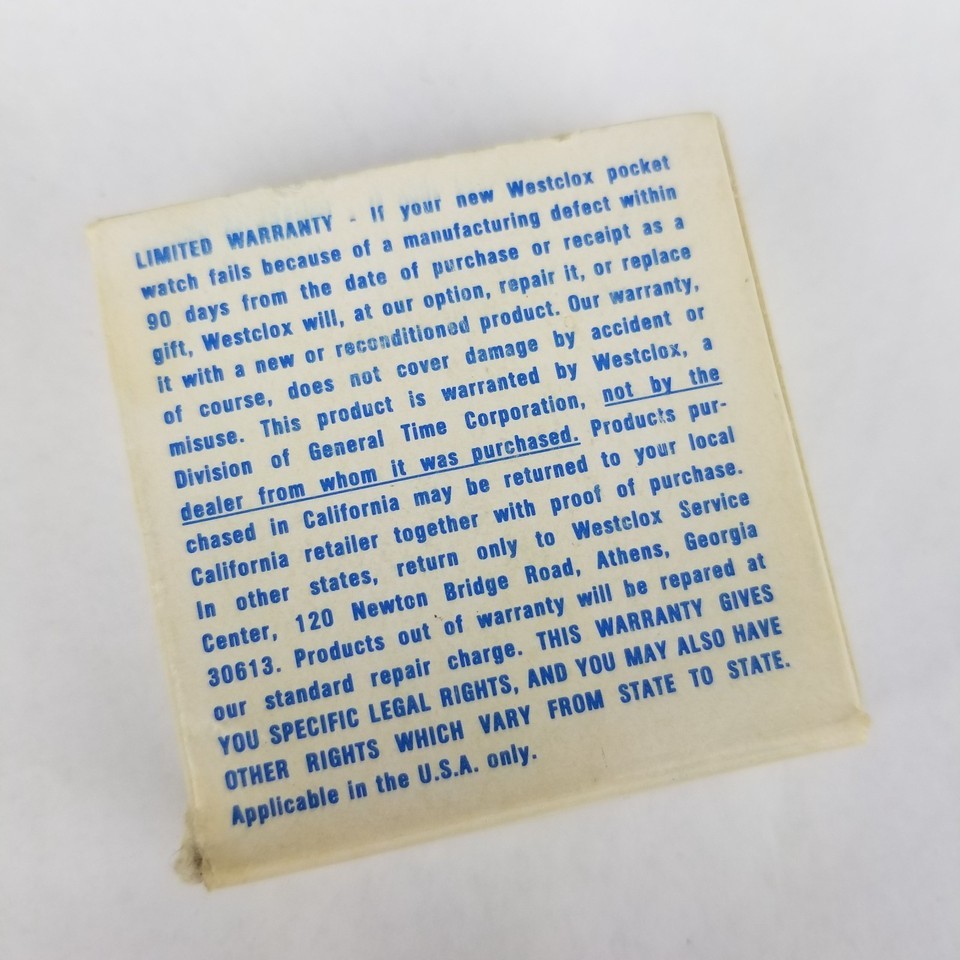 LIMITED WARRANTY - If your new Westclox pocket
watch fails because of a manufacturing defect within
90 days from the date of purchase or receipt as a
gift, Westclox will, at our option, repair it, or replace
it with a new or reconditioned product. Our warranty,
of course, does not cover damage by accident or
misuse. This product is warranted by Westclox, a
Division of General Time Corporation, not by the
dealer from whom it was purchased. Products pur-
chased in California may be returned to your local
California retailer together with proof of purchase.
In other states, return only to Westclox Service
Center, 120 Newton Bridge Road, Athens, Georgia
30613. Products out of warranty will be repared at
our standard repair charge. THIS WARRANTY GIVES
YOU SPECIFIC LEGAL RIGHTS, AND YOU MAY ALSO HAVE
OTHER RIGHTS WHICH VARY FROM STATE TO STATE.
Applicable in the U.S.A. only.